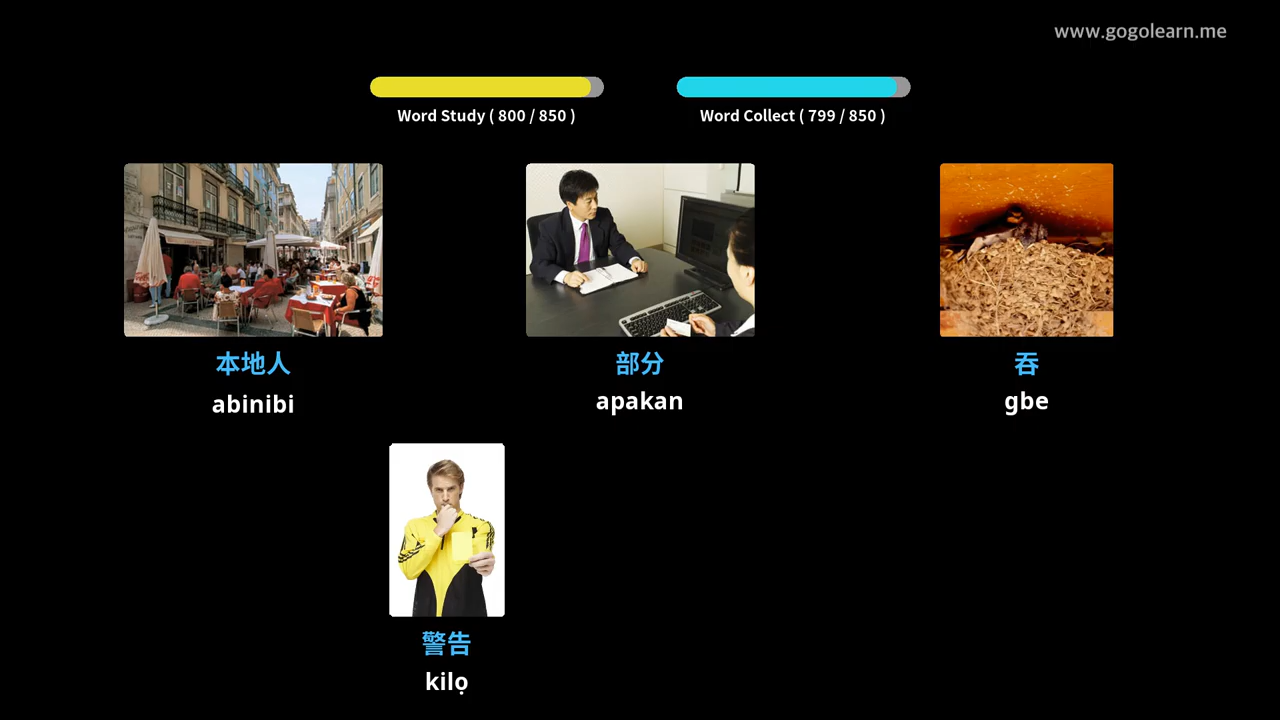 www.gogolearn.me
Word Study ( 800 / 850 )
Word Collect ( 799 / 850 )
本地人
abinibi
部分
apakan
吞
gbe
警告
kilọ